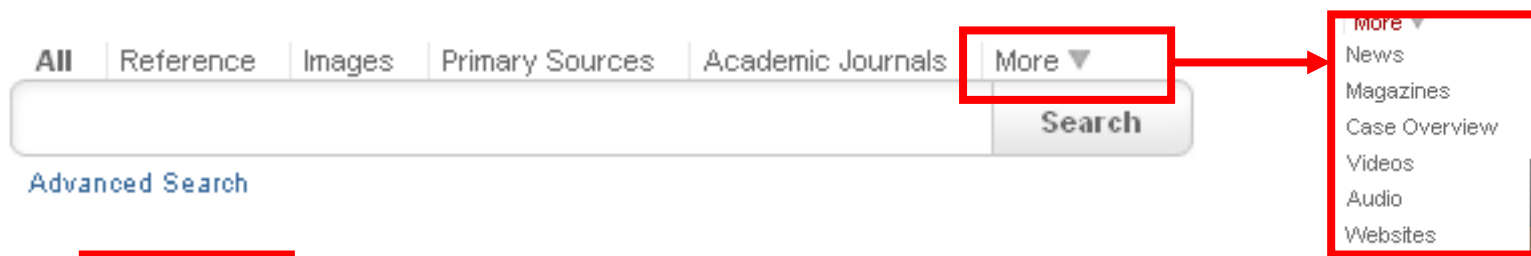 All Reference Images Primary Sources Academic Journals More ▼
Search
Advanced Search
More ▼
News
Magazines
Case Overview
Videos
Audio
Websites